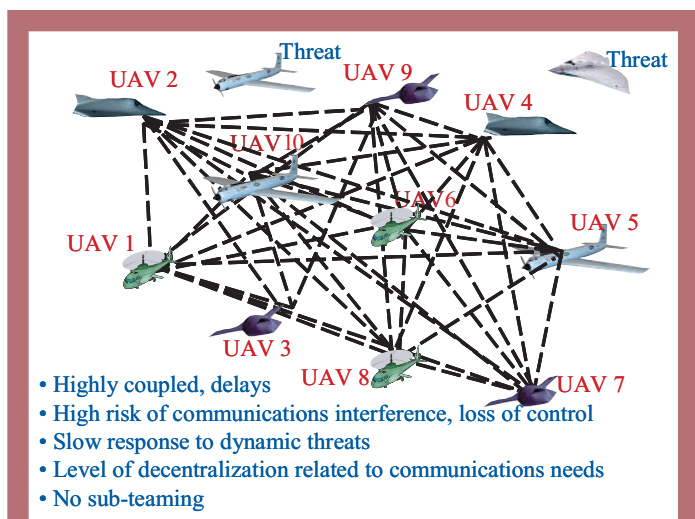 Threat
Threat
UAV 9
UAV 2
UAV 4
UAV 10
UAV6
UAV 5
UAV 1
UAV 3
UAV 8
UAV 7
• Highly coupled, delays
• High risk of communications interference, loss of control
• Slow response to dynamic threats
• Level of decentralization related to communications needs
• No sub-teaming